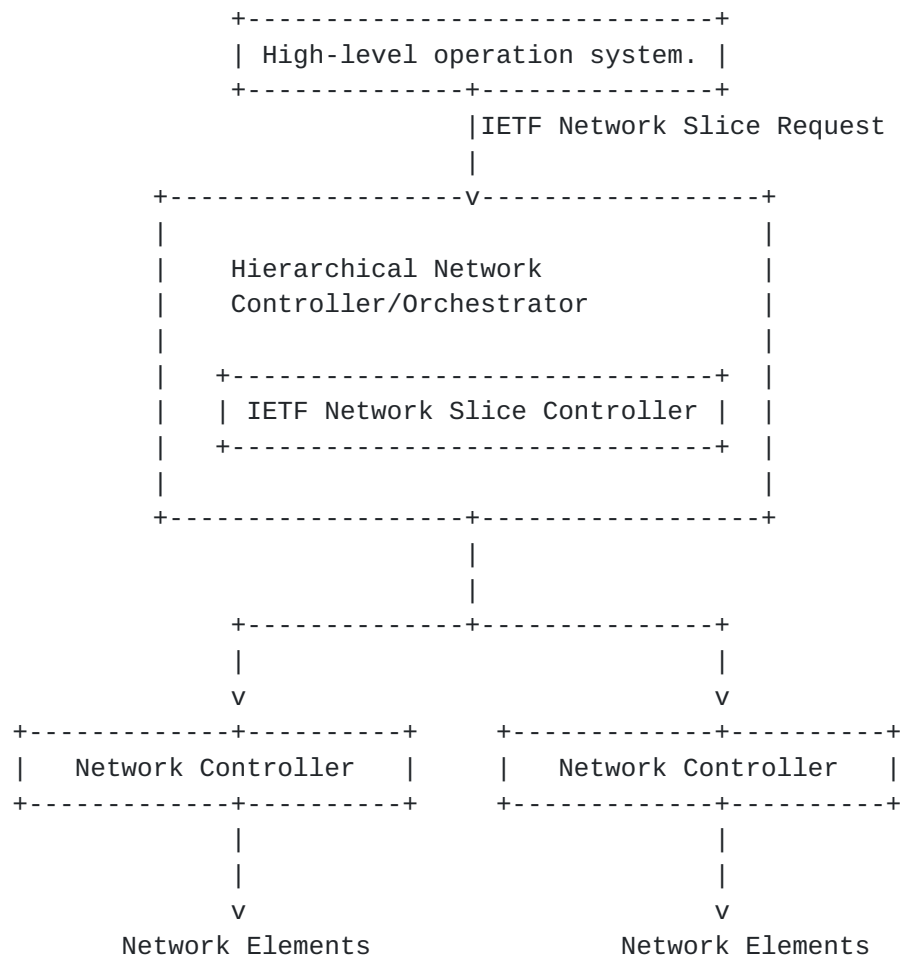 High-level operation system.
IETF Network Slice Request
Hierarchical Network
Controller/Orchestrator
IETF Network Slice Controller
Network Controller Network Controller
Network Elements Network Elements